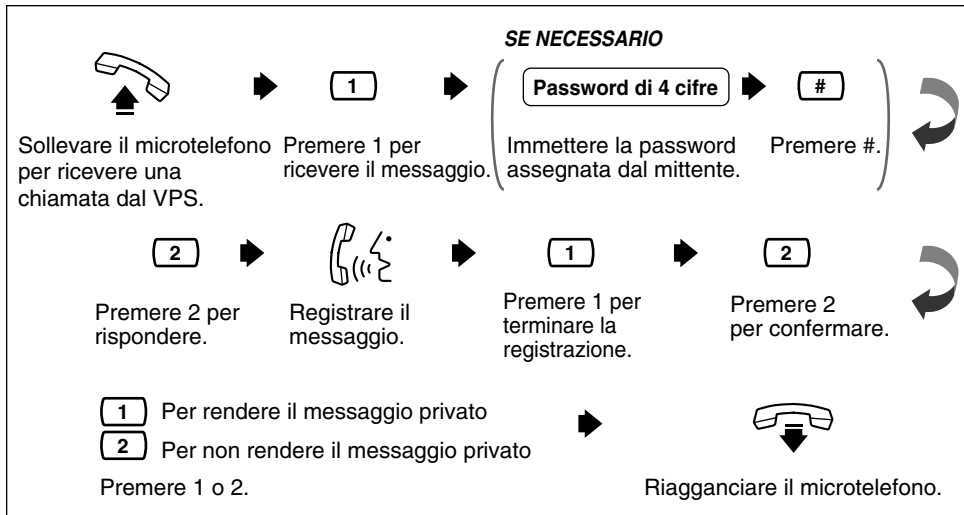 SE NECESSARIO
1
Password di 4 cifre
#
Sollevare il microtelefono
per ricevere una
chiamata dal VPS.
Premere 1 per
ricevere il messaggio.
Immettere la password
assegnata dal mittente.
Premere #.
2
1
2
Premere 2 per
rispondere.
Registrare il
messaggio.
Premere 1 per
terminare la
registrazione.
Premere 2
per confermare.
1 Per rendere il messaggio privato
2 Per non rendere il messaggio privato
Premere 1 o 2.
Riagganciare il microtelefono.